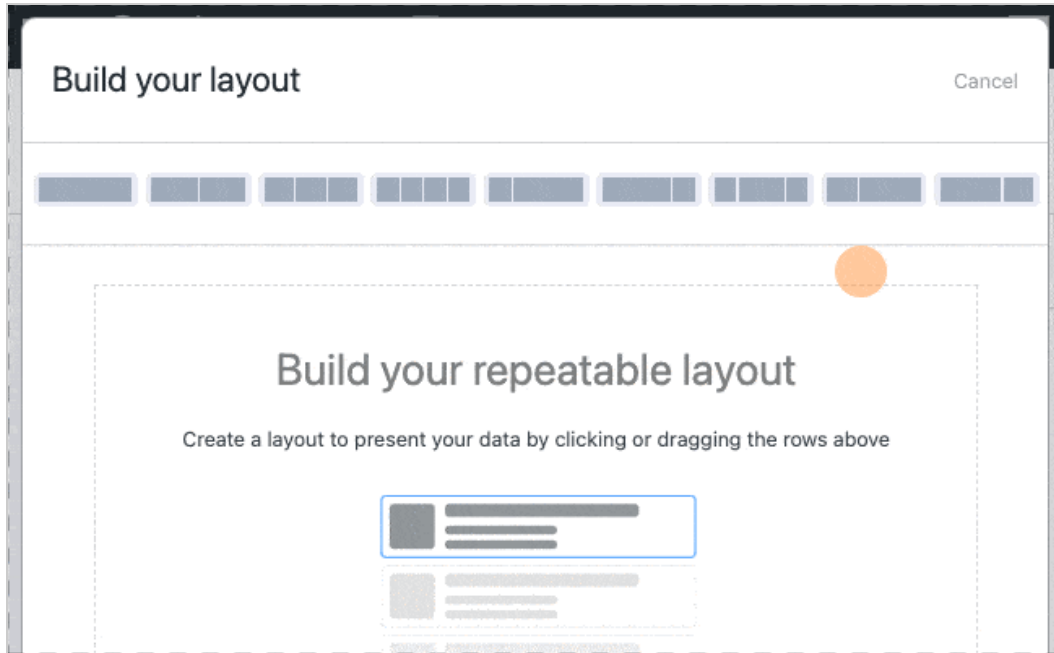 Build your layout
Cancel
Build your repeatable layout
Create a layout to present your data by clicking or dragging the rows above